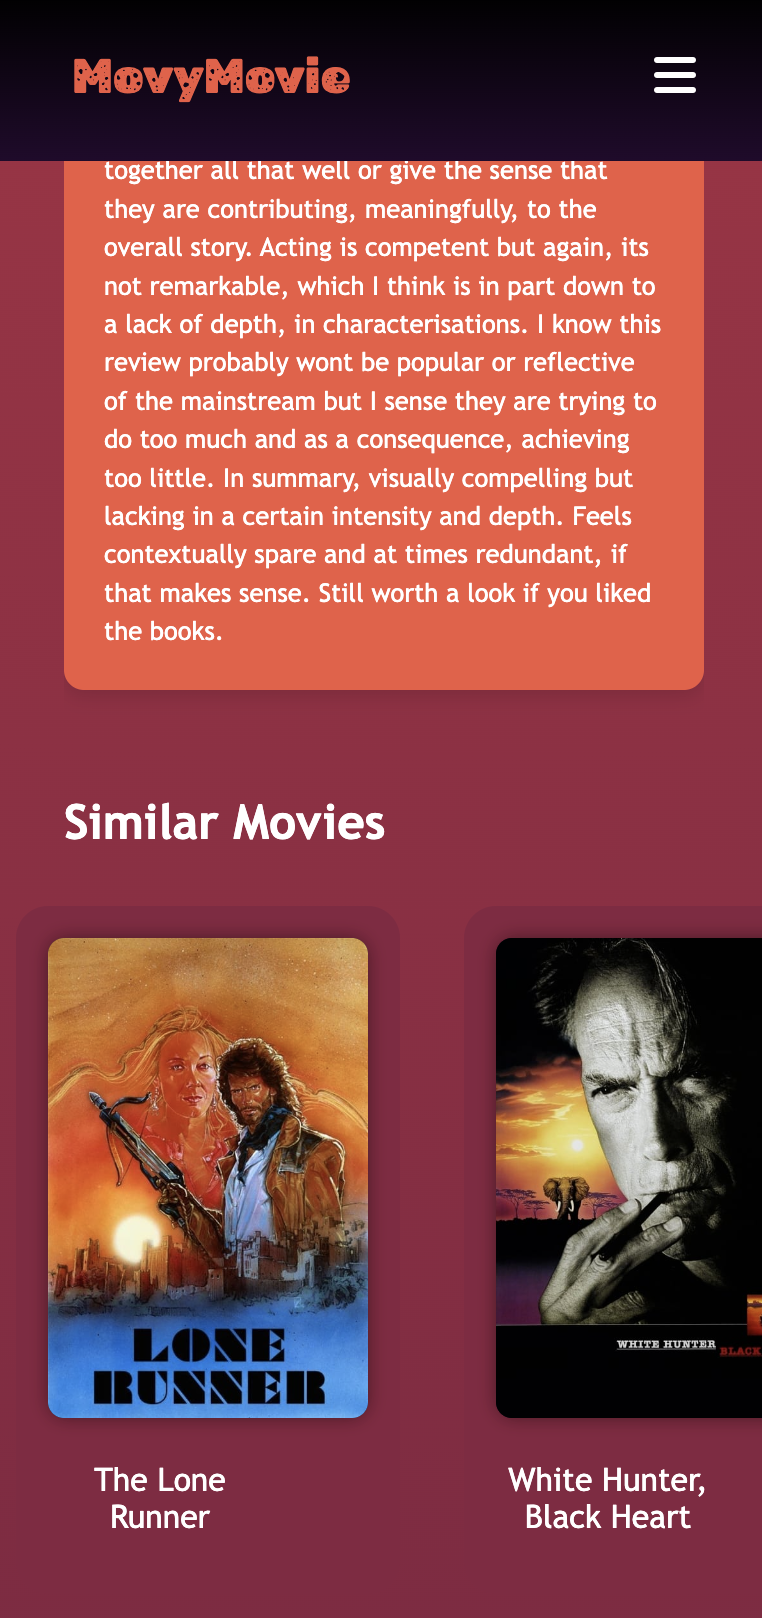 MovyMovie
together all that well or give the sense that
they are contributing, meaningfully, to the
overall story. Acting is competent but again, its
not remarkable, which I think is in part down to
a lack of depth, in characterisations. I know this
review probably wont be popular or reflective
of the mainstream but I sense they are trying to
do too much and as a consequence, achieving
too little. In summary, visually compelling but
lacking in a certain intensity and depth. Feels
contextually spare and at times redundant, if
that makes sense. Still worth a look if you liked
the books.
Similar Movies
LONE
RUNNER
WHITE HUNTER
BLACK
The Lone
Runner
White Hunter,
Black Heart